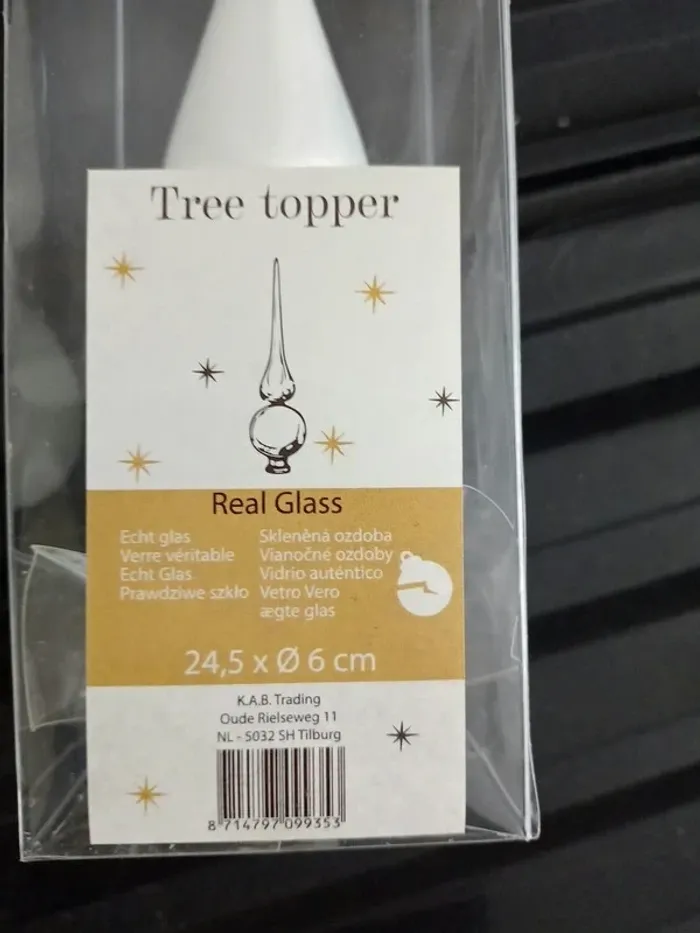 Tree topper
Real Glass
Echt glas
Verre véritable
Echt Glas
Prawdziwe szkło
Skleněná ozdoba
Vianočné ozdoby
Vidrio auténtico
Vetro Vero
ægte glas
24,5 x Ø 6 cm
K.A.B. Trading
Oude Rielseweg 11
NL - 5032 SH Tilburg
8 714797 099353